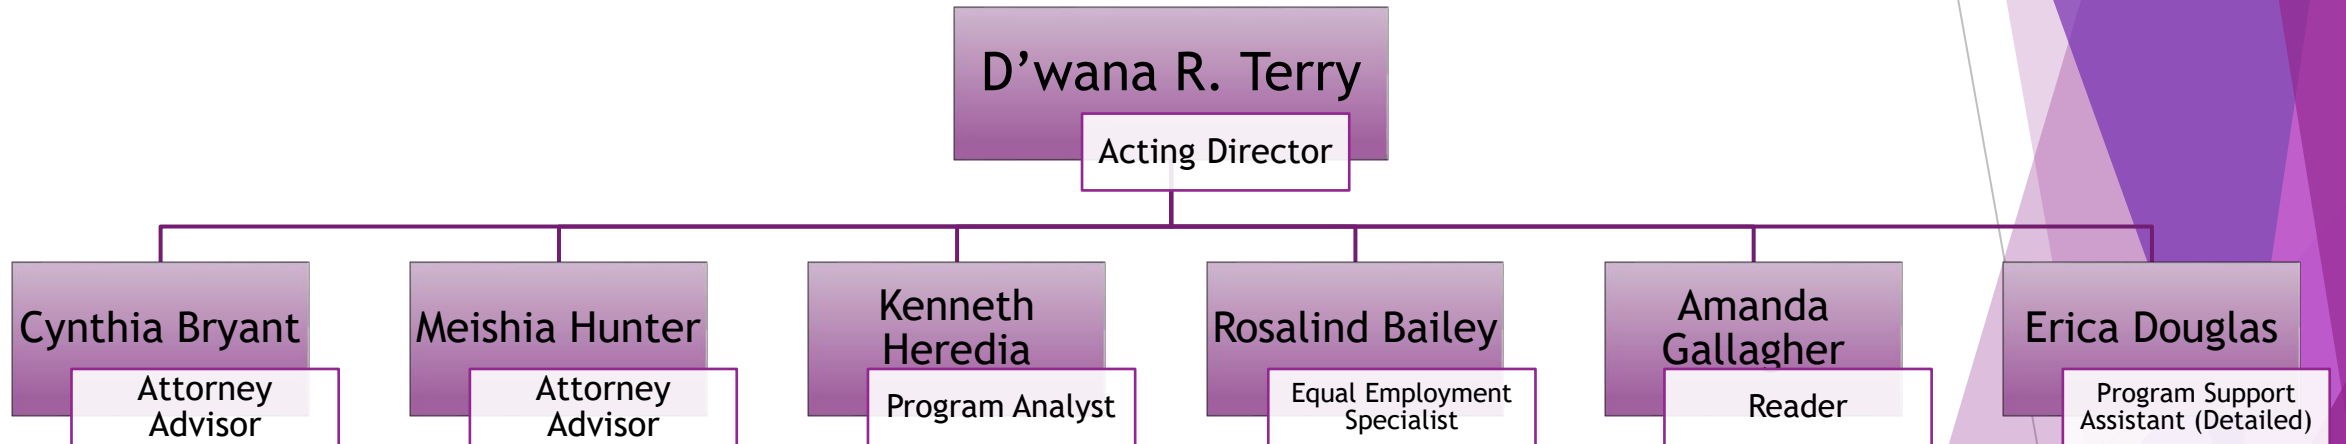 D’wana R. Terry
Acting Director
Cynthia Bryant
Attorney
Advisor
Meishia Hunter
Attorney
Advisor
Kenneth
Heredia
Program Analyst
Rosalind Bailey
Equal Employment
Specialist
Amanda
Gallagher
Reader
Erica Douglas
Program Support
Assistant (Detailed)